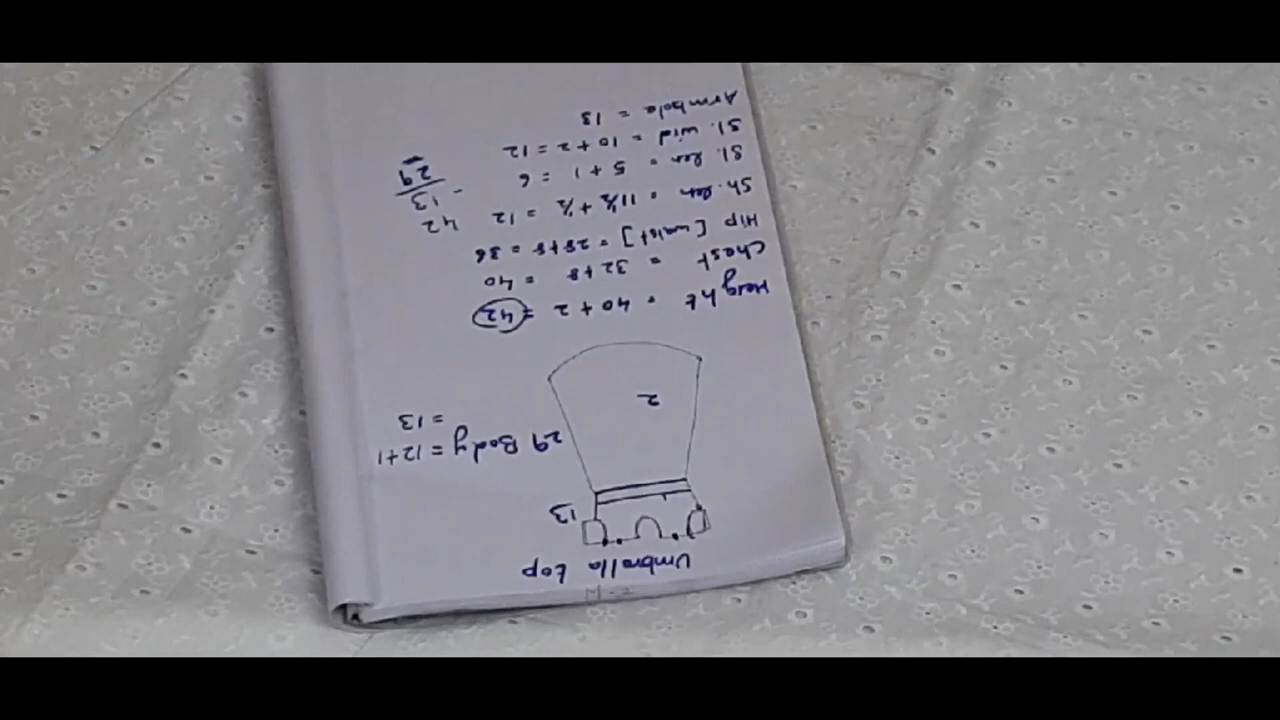 Umbrella top
13
29 Body = 12+1
= 13
2
Height = 40 + 2 = 42
Chest = 32+8 = 40
Hip [waist] = 28+8 = 36
Sh. len = 11½ + ½ = 12
Sl. len = 5 + 1 = 6
Sl. wid = 10 + 2 = 12
Armhole = 13
42
- 13
29